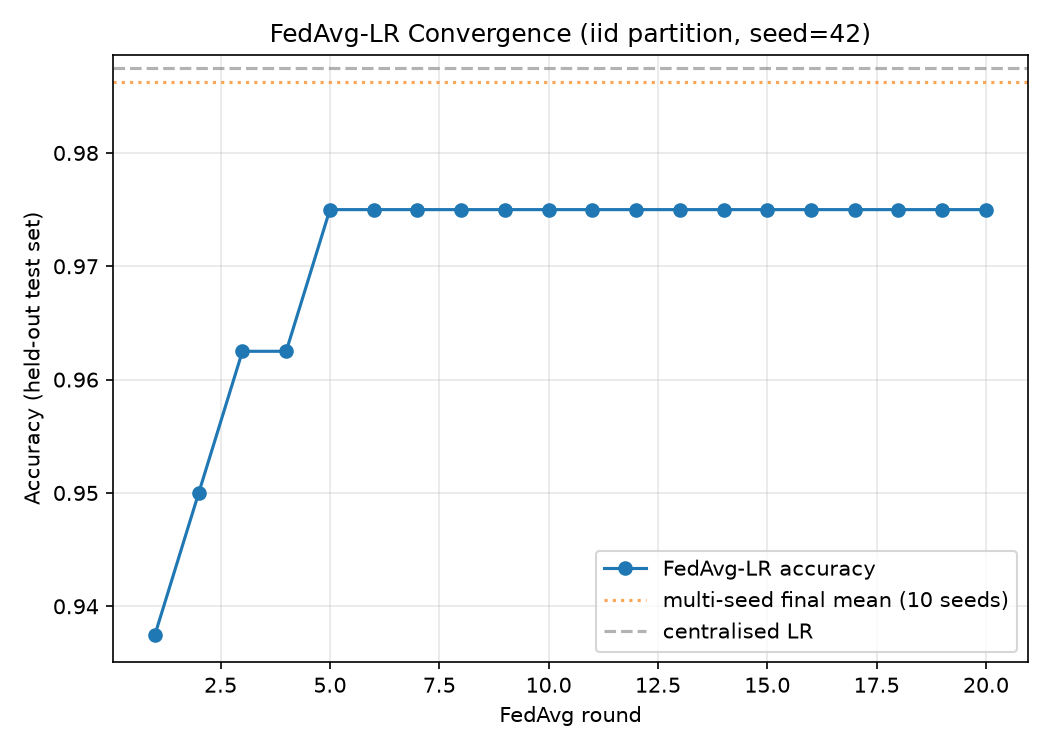 FedAvg-LR Convergence (iid partition, seed=42)
Accuracy (held-out test set)
0.98
0.97
0.96
0.95
0.94
FedAvg-LR accuracy
multi-seed final mean (10 seeds)
centralised LR
2.5 5.0 7.5 10.0 12.5 15.0 17.5 20.0
FedAvg round